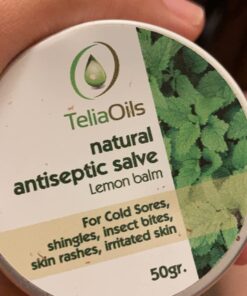 TeliaOils
natural
antiseptic salve
Lemon balm
For Cold Sores,
shingles, insect bites,
skin rashes, irritated skin
50gr.